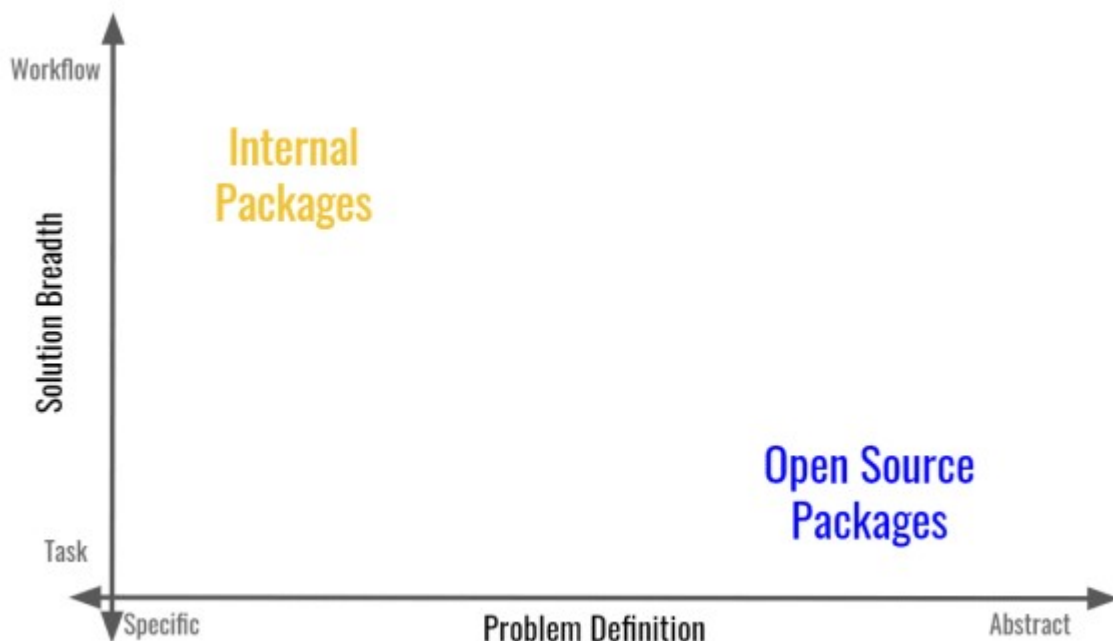 Workflow
Internal
Packages
Solution Breadth
Open Source
Packages
Task
Specific
Problem Definition
Abstract